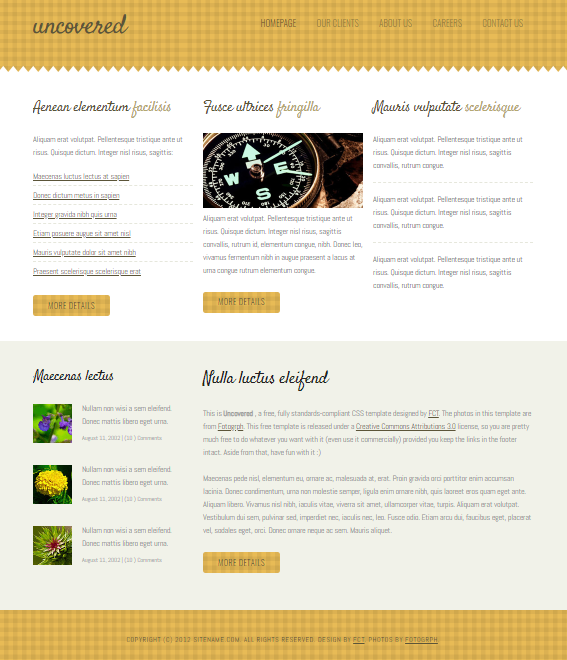 uncovered
HOMEPAGE OUR CLIENTS ABOUT US CAREERS CONTACT US
Aenean elementum facilisis
Aliquam erat volutpat. Pellentesque tristique ante ut
risus. Quisque dictum. Integer nisl risus, sagittis:
Maecenas luctus lectus at sapien
Donec dictum metus in sapien
Integer gravida nibh quis urna
Etiam posuere augue sit amet nisl
Mauris vulputate dolor sit amet nibh
Praesent scelerisque scelerisque erat
MORE DETAILS
Fusce ultrices fringilla
W E S
Aliquam erat volutpat. Pellentesque tristique ante ut
risus. Quisque dictum. Integer nisl risus, sagittis
convallis, rutrum id, elementum congue, nibh. Donec leo,
vivamus fermentum nibh in augue praesent a lacus at
urna congue rutrum elementum congue.
MORE DETAILS
Mauris vulputate scelerisque
Aliquam erat volutpat. Pellentesque tristique ante ut
risus. Quisque dictum. Integer nisl risus, sagittis
convallis, rutrum congue.
Aliquam erat volutpat. Pellentesque tristique ante ut
risus. Quisque dictum. Integer nisl risus, sagittis
convallis, rutrum congue.
Aliquam erat volutpat. Pellentesque tristique ante ut
risus. Quisque dictum. Integer nisl risus, sagittis
convallis, rutrum congue.
Maecenas lectus
Nullam non wisi a sem eleifend.
Donec mattis libero eget urna.
August 11, 2002 | (10 ) Comments
Nullam non wisi a sem eleifend.
Donec mattis libero eget urna.
August 11, 2002 | (10 ) Comments
Nullam non wisi a sem eleifend.
Donec mattis libero eget urna.
August 11, 2002 | (10 ) Comments
Nulla luctus eleifend
This is Uncovered , a free, fully standards-compliant CSS template designed by FCT. The photos in this template are
from Fotogrph. This free template is released under a Creative Commons Attributions 3.0 license, so you are pretty
much free to do whatever you want with it (even use it commercially) provided you keep the links in the footer
intact. Aside from that, have fun with it :)
Maecenas pede nisl, elementum eu, ornare ac, malesuada at, erat. Proin gravida orci porttitor enim accumsan
lacinia. Donec condimentum, urna non molestie semper, ligula enim ornare nibh, quis laoreet eros quam eget ante.
Aliquam libero. Vivamus nisl nibh, iaculis vitae, viverra sit amet, ullamcorper vitae, turpis. Aliquam erat volutpat.
Vestibulum dui sem, pulvinar sed, imperdiet nec, iaculis nec, leo. Fusce odio. Etiam arcu dui, faucibus eget, placerat
vel, sodales eget, orci. Donec ornare neque ac sem. Mauris aliquet.
MORE DETAILS
COPYRIGHT (C) 2012 SITENAME.COM. ALL RIGHTS RESERVED. DESIGN BY FCT. PHOTOS BY FOTOGRPH.